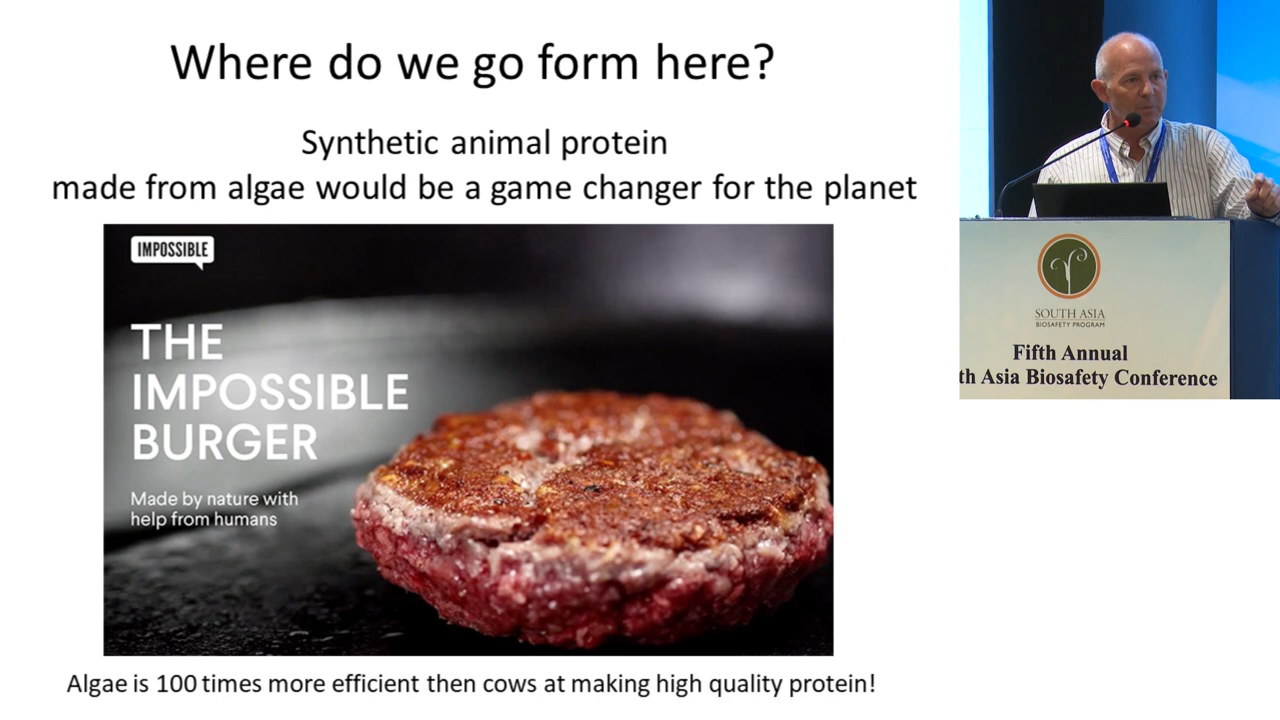 Where do we go form here?
Synthetic animal protein
made from algae would be a game changer for the planet
IMPOSSIBLE
THE
IMPOSSIBLE
BURGER
Made by nature with
help from humans
Algae is 100 times more efficient then cows at making high quality protein!
SOUTH ASIA
BIOSAFETY PROGRAM
Fifth Annual
th Asia Biosafety Conference